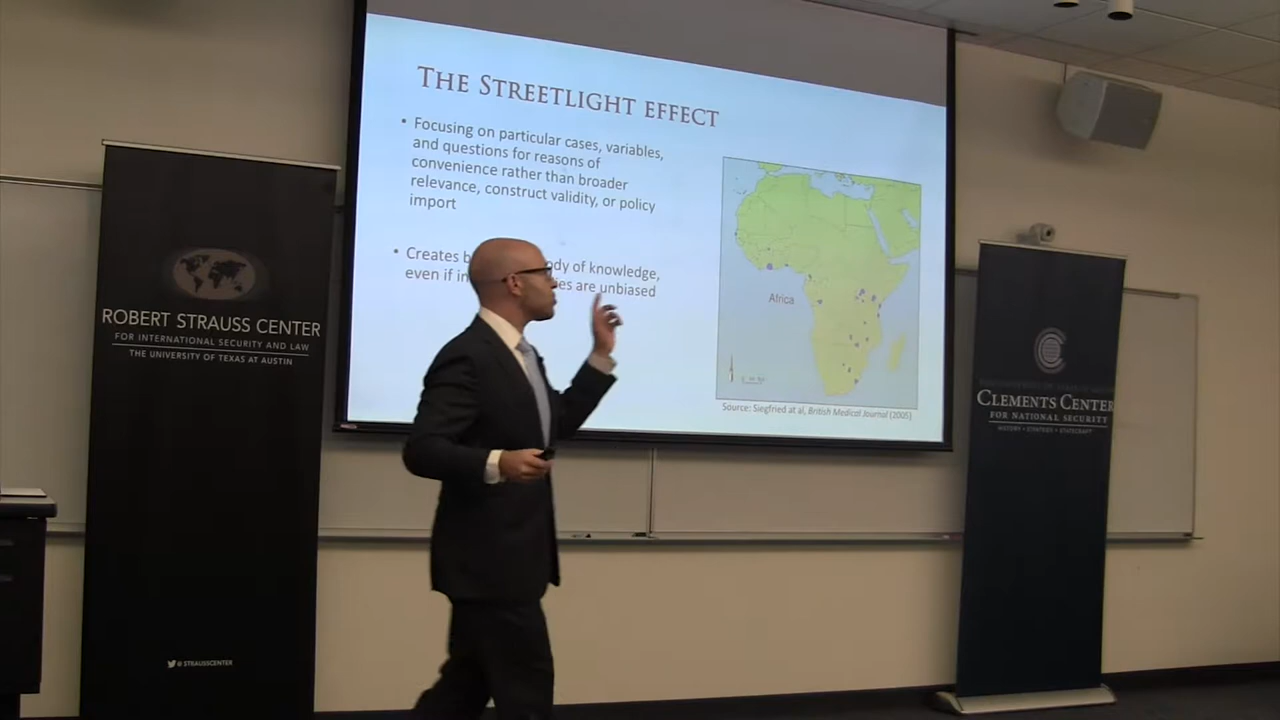 THE STREETLIGHT EFFECT
• Focusing on particular cases, variables,
and questions for reasons of
convenience rather than broader
relevance, construct validity, or policy
import
• Creates
of knowledge,
even if
are unbiased
Africa
Source: Siegfried at al, British Medical Journal (2005)
ROBERT STRAUSS CENTER
FOR INTERNATIONAL SECURITY AND LAW
THE UNIVERSITY OF TEXAS AT AUSTIN
@STRAUSSCENTER
CLEMENTS CENTER
FOR NATIONAL SECURITY
HISTORY • STRATEGY • STATECRAFT